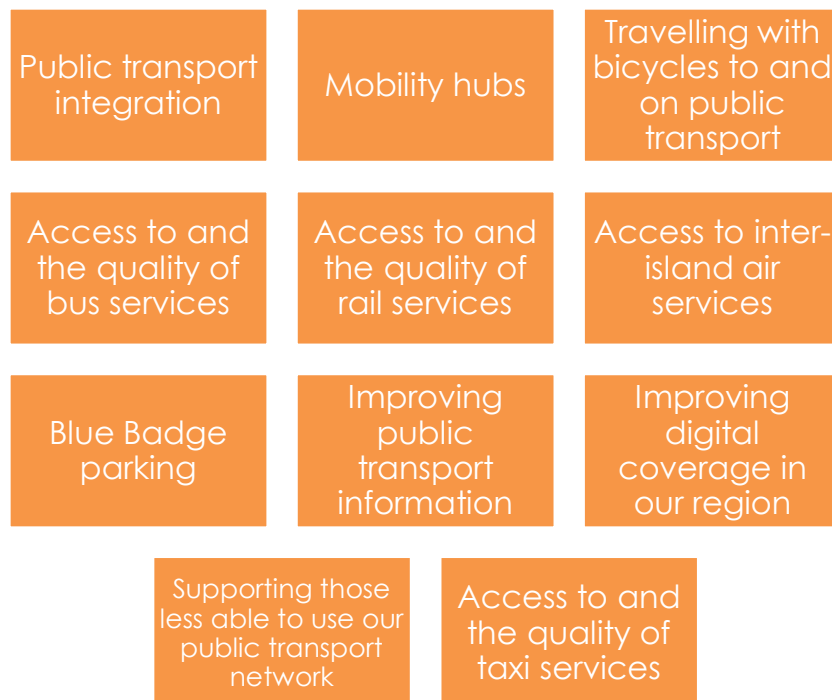 Public transport
integration
Mobility hubs
Travelling with
bicycles to and
on public
transport
Access to and
the quality of
bus services
Access to and
the quality of
rail services
Access to inter-
island air
services
Blue Badge
parking
Improving
public
transport
information
Improving
digital
coverage in
our region
Supporting those
less able to use our
public transport
network
Access to and
the quality of
taxi services